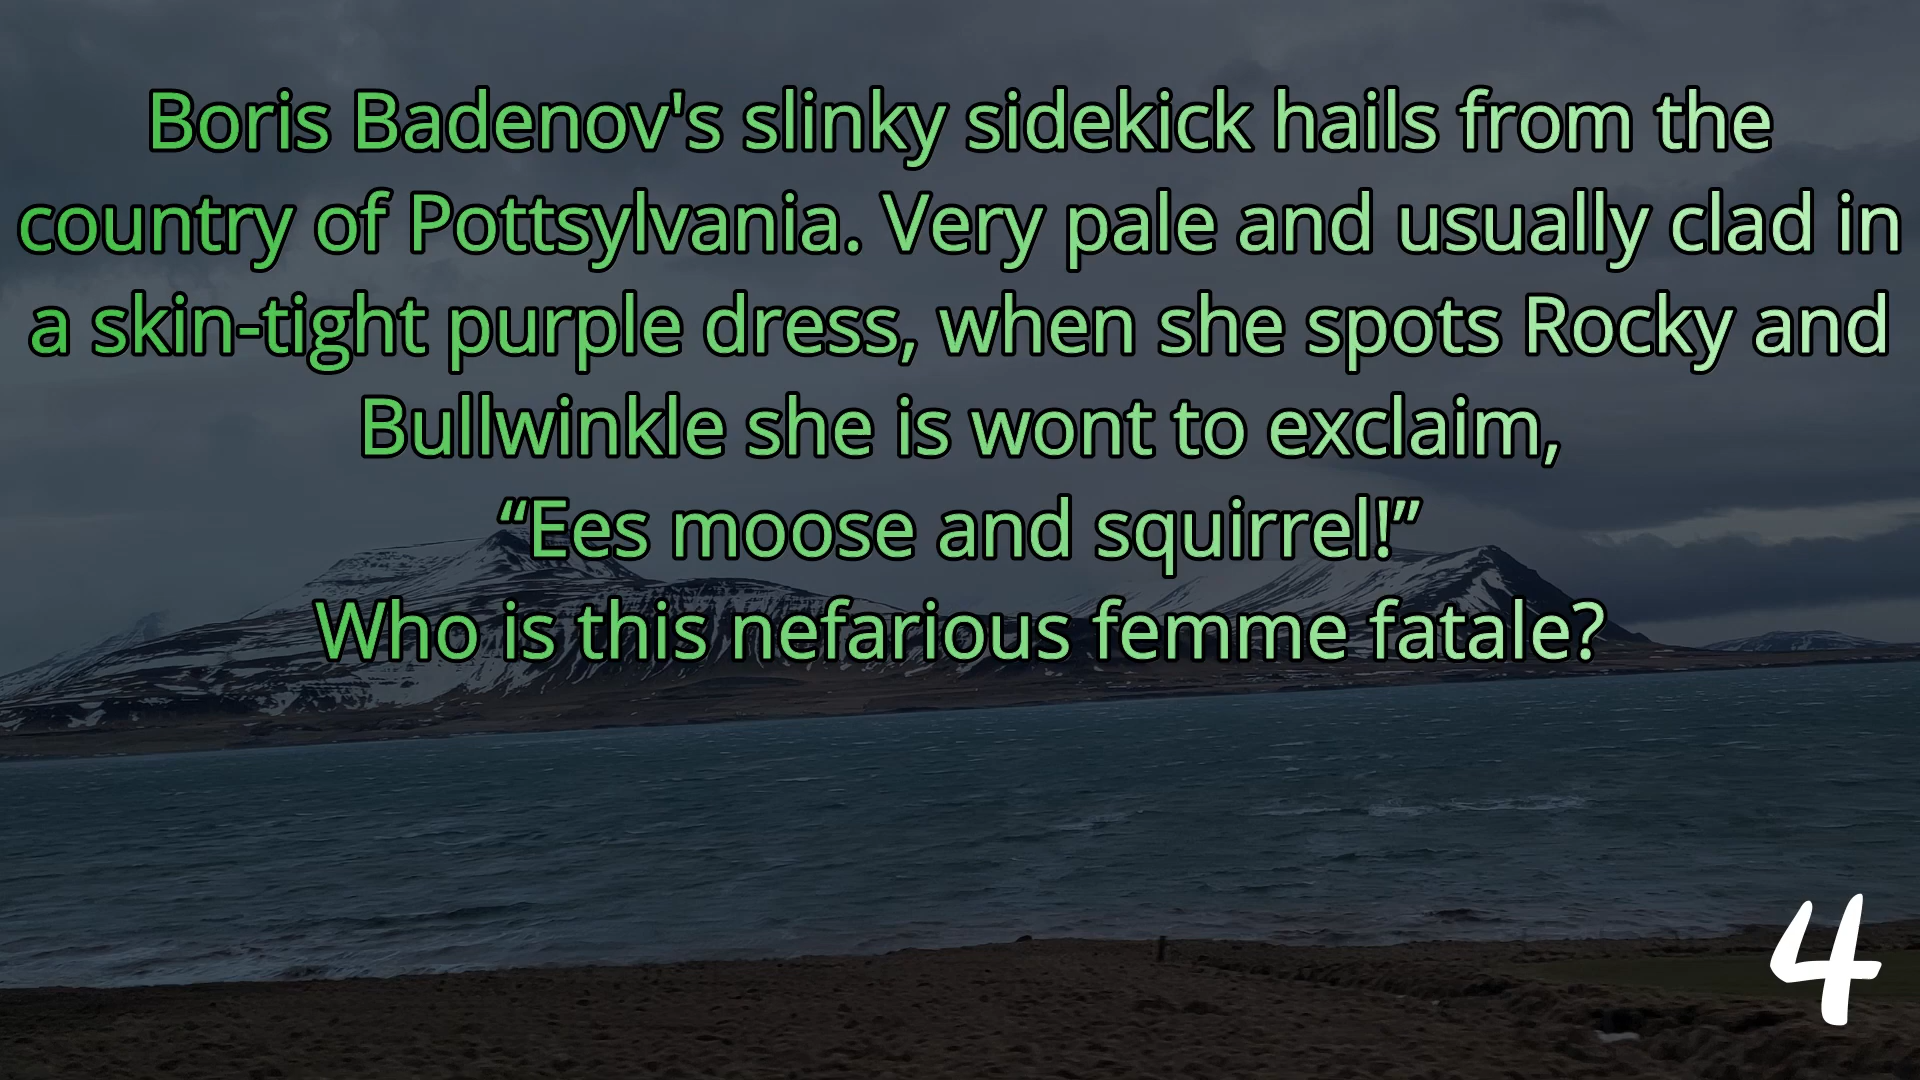 Boris Badenov's slinky sidekick hails from the
country of Pottsylvania. Very pale and usually clad in
a skin-tight purple dress, when she spots Rocky and
Bullwinkle she is wont to exclaim,
“Ees moose and squirrel!”
Who is this nefarious femme fatale?
4